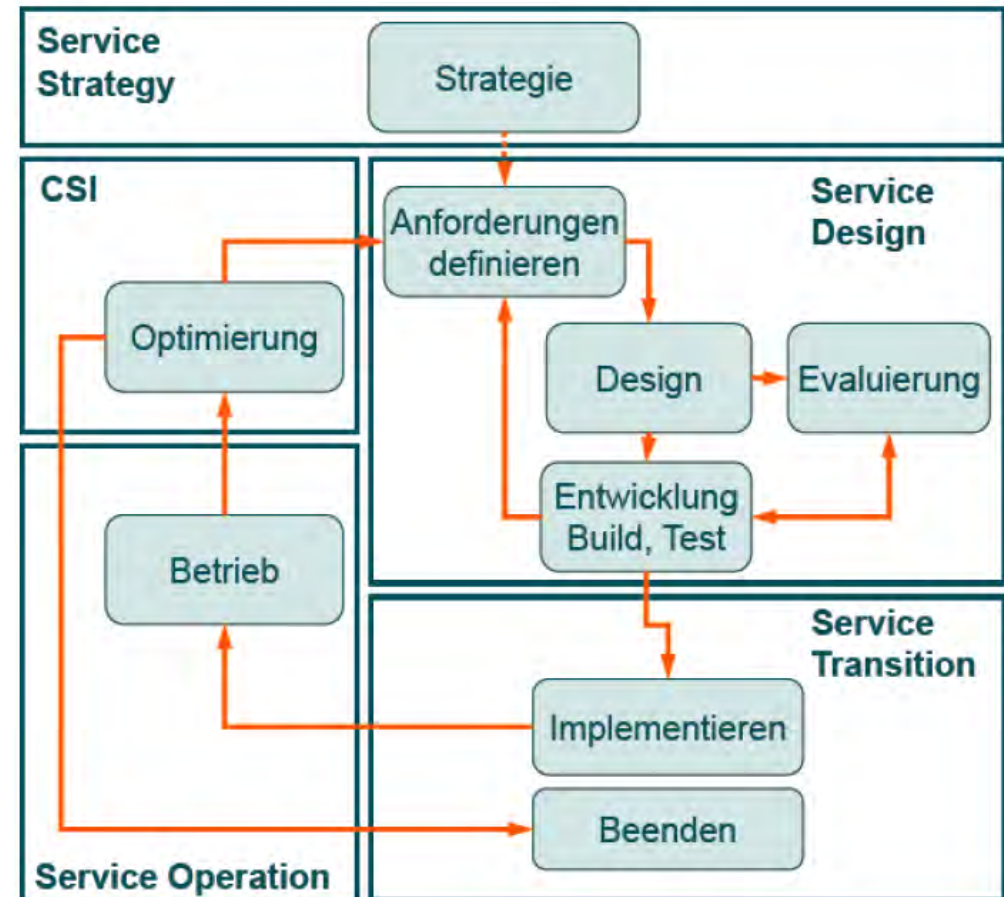 Service
Strategy
Strategie
CSI
Anforderungen
definieren
Service
Design
Optimierung
Design
Evaluierung
Entwicklung
Build, Test
Betrieb
Service
Transition
Implementieren
Beenden
Service Operation